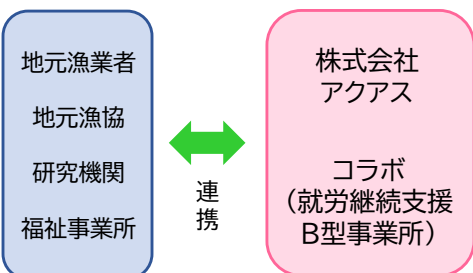 地元漁業者
地元漁協
研究機関
福祉事業所
連携
株式会社
アクアス
コラボ
（就労継続支援
B型事業所）